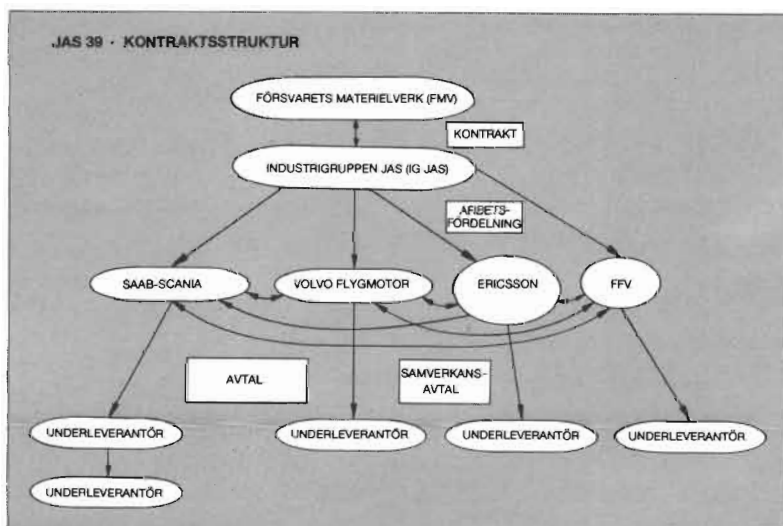 JAS 39 · KONTRAKTSSTRUKTUR
FÖRSVARETS MATERIELVERK (FMV)
KONTRAKT
INDUSTRIGRUPPEN JAS (IG JAS)
ARBETS-
FÖRDELNING
SAAB-SCANIA
VOLVO FLYGMOTOR
ERICSSON
FFV
AVTAL
SAMVERKANS-
AVTAL
UNDERLEVERANTÖR
UNDERLEVERANTÖR
UNDERLEVERANTÖR
UNDERLEVERANTÖR
UNDERLEVERANTÖR